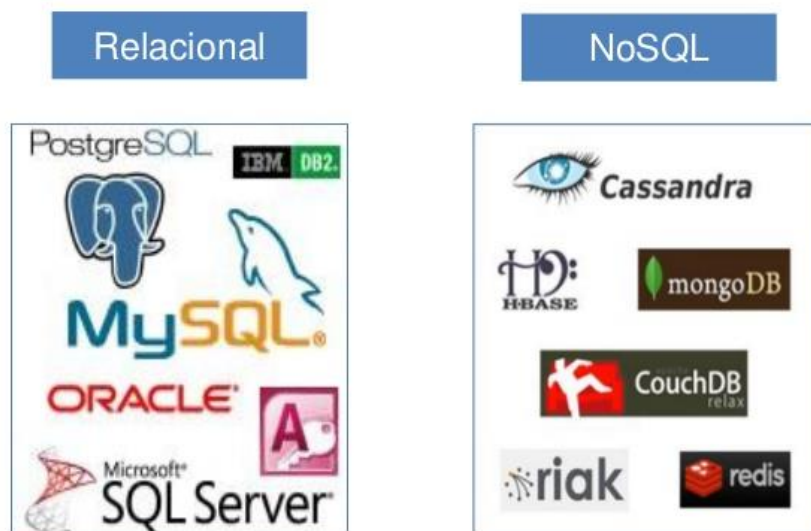 Relacional
NoSQL
PostgreSQL
IBM DB2.
MySQL®
ORACLE®
A
Microsoft®
SQL Server®
Cassandra
HBASE
mongoDB
CouchDB
relax
riak
redis